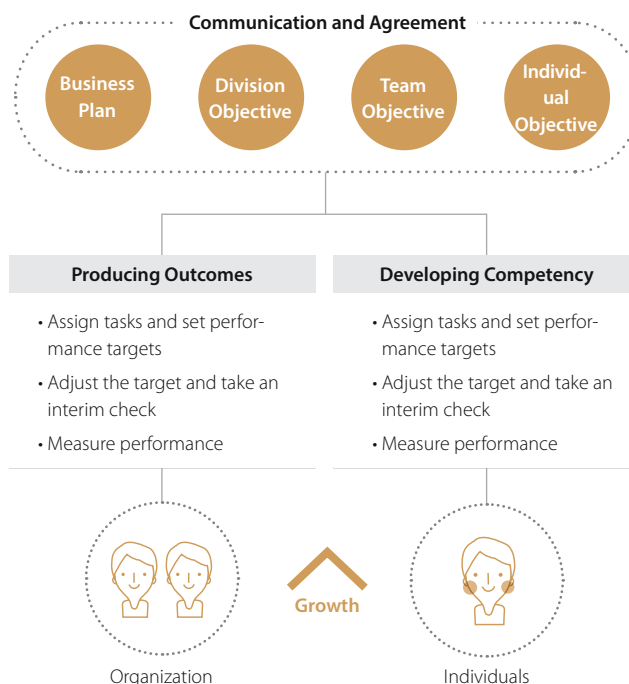 Communication and Agreement
Business
Plan
Division
Objective
Team
Objective
Individ-
ual
Objective
Producing Outcomes
• Assign tasks and set perfor-
mance targets
• Adjust the target and take an
interim check
• Measure performance
Developing Competency
• Assign tasks and set perfor-
mance targets
• Adjust the target and take an
interim check
• Measure performance
Growth
Organization
Individuals